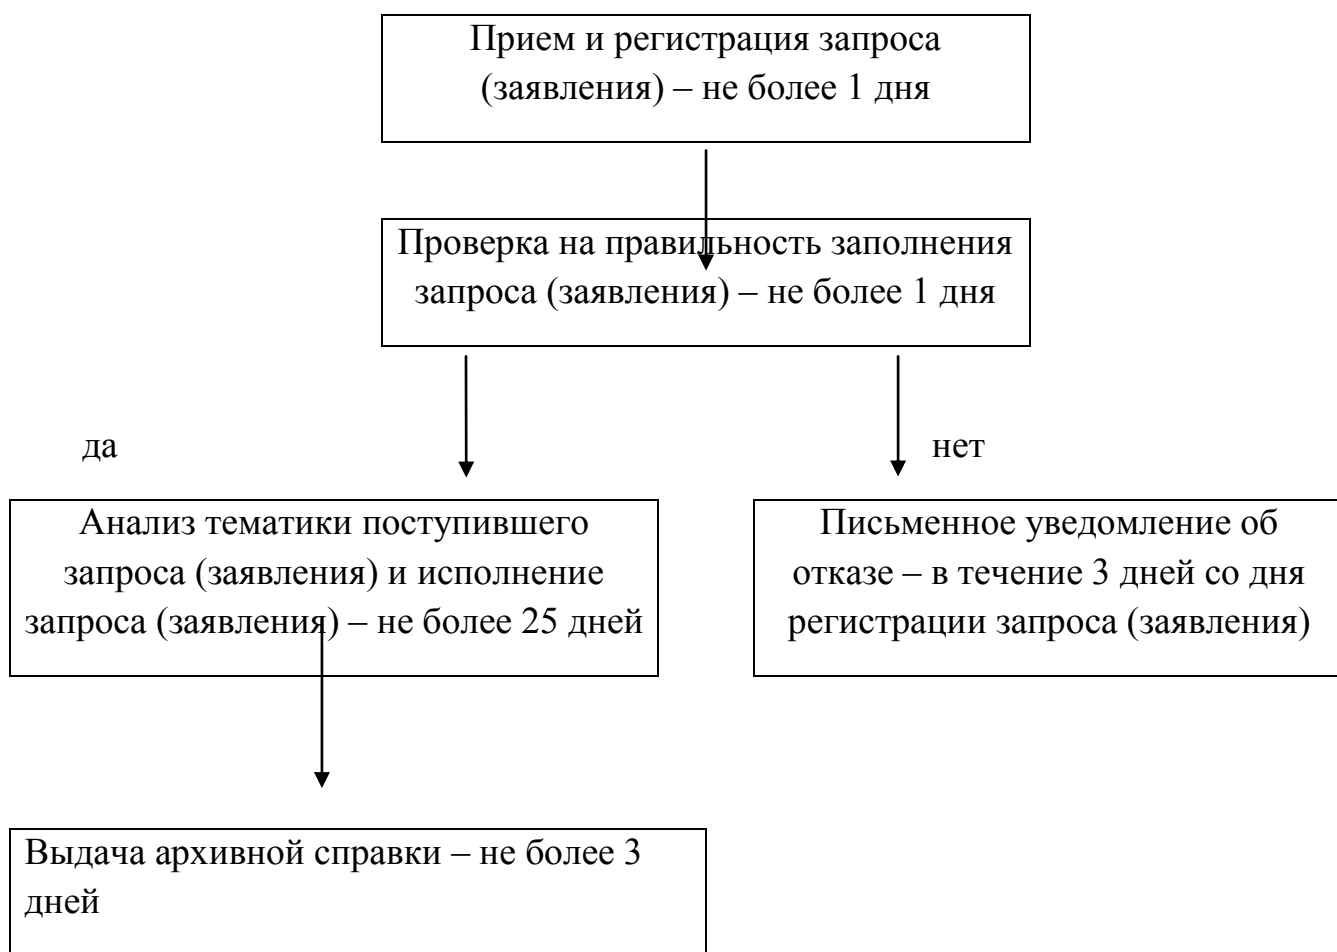 Прием и регистрация запроса
(заявления) – не более 1 дня
Проверка на правильность заполнения
запроса (заявления) – не более 1 дня
да
нет
Анализ тематики поступившего
запроса (заявления) и исполнение
запроса (заявления) – не более 25 дней
Письменное уведомление об
отказе – в течение 3 дней со дня
регистрации запроса (заявления)
Выдача архивной справки – не более 3
дней